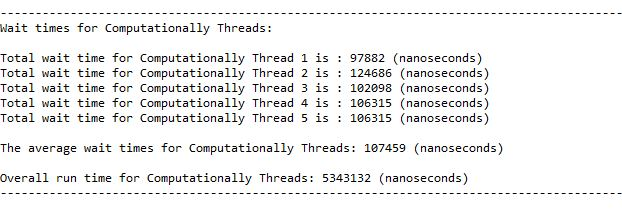 Wait times for Computationally Threads:
Total wait time for Computationally Thread 1 is : 97882 (nanoseconds)
Total wait time for Computationally Thread 2 is : 124686 (nanoseconds)
Total wait time for Computationally Thread 3 is : 102098 (nanoseconds)
Total wait time for Computationally Thread 4 is : 106315 (nanoseconds)
Total wait time for Computationally Thread 5 is : 106315 (nanoseconds)
The average wait times for Computationally Threads: 107459 (nanoseconds)
Overall run time for Computationally Threads: 5343132 (nanoseconds)